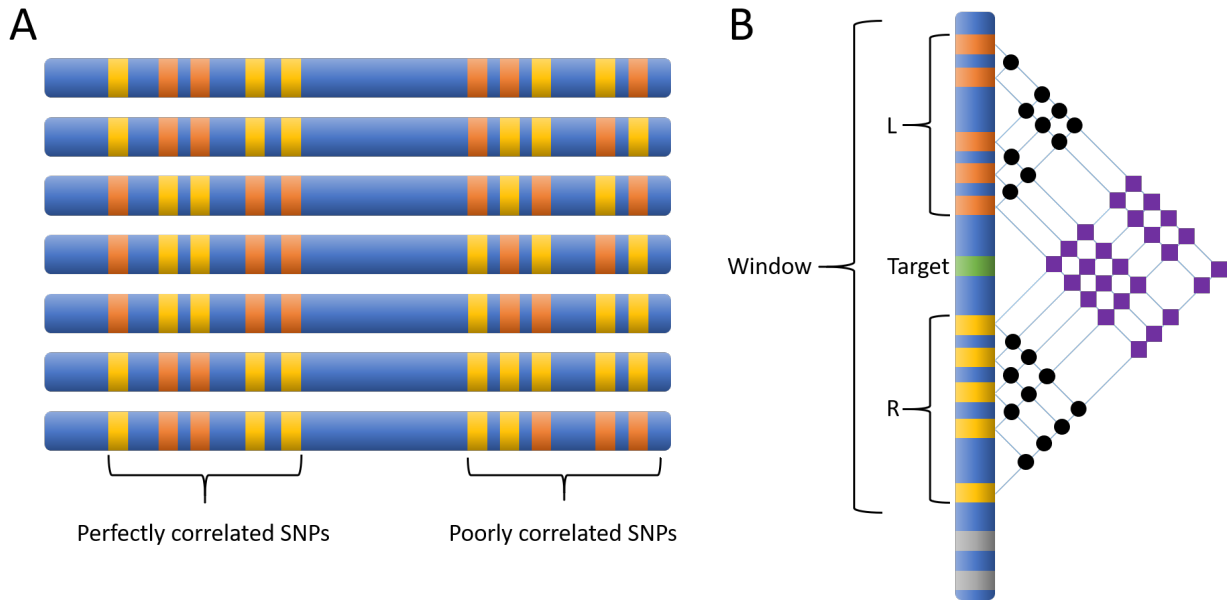 A
Perfectly correlated SNPs
Poorly correlated SNPs
B
L
Window
Target
R